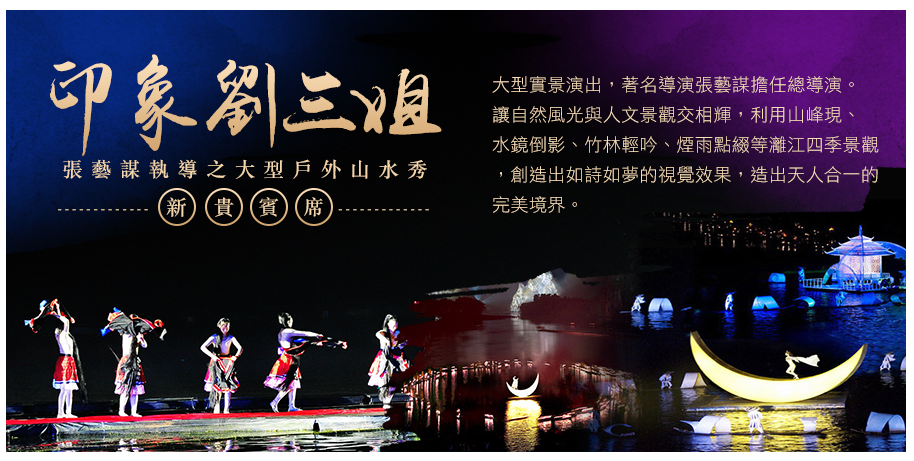 印象劉三姐
張藝謀執導之大型戶外山水秀
新貴賓席
大型實景演出，著名導演張藝謀擔任總導演。
讓自然風光與人文景觀交相輝，利用山峰現、
水鏡倒影、竹林輕吟、煙雨點綴等灕江四季景觀
，創造出如詩如夢的視覺效果，造出天人合一的
完美境界。